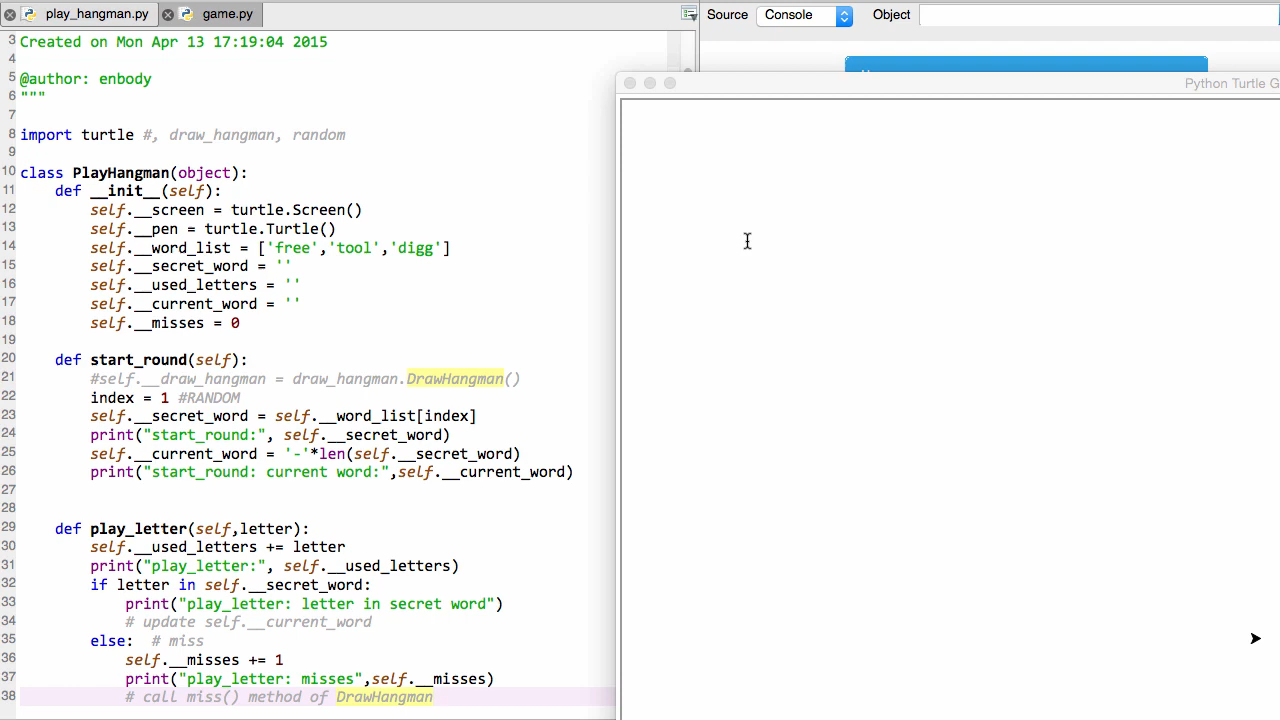 play_hangman.py game.py
Source Console Object
Python Turtle G
3 Created on Mon Apr 13 17:19:04 2015
4
5 @author: enbody
6 """
7
8 import turtle #, draw_hangman, random
9
10 class PlayHangman(object):
11 def __init__(self):
12 self.__screen = turtle.Screen()
13 self.__pen = turtle.Turtle()
14 self.__word_list = ['free','tool','digg']
15 self.__secret_word = ''
16 self.__used_letters = ''
17 self.__current_word = ''
18 self.__misses = 0
19
20 def start_round(self):
21 #self.__draw_hangman = draw_hangman.DrawHangman()
22 index = 1 #RANDOM
23 self.__secret_word = self.__word_list[index]
24 print("start_round:", self.__secret_word)
25 self.__current_word = '-'*len(self.__secret_word)
26 print("start_round: current word:",self.__current_word)
27
28
29 def play_letter(self,letter):
30 self.__used_letters += letter
31 print("play_letter:", self.__used_letters)
32 if letter in self.__secret_word:
33 print("play_letter: letter in secret word")
34 # update self.__current_word
35 else: # miss
36 self.__misses += 1
37 print("play_letter: misses",self.__misses)
38 # call miss() method of DrawHangman